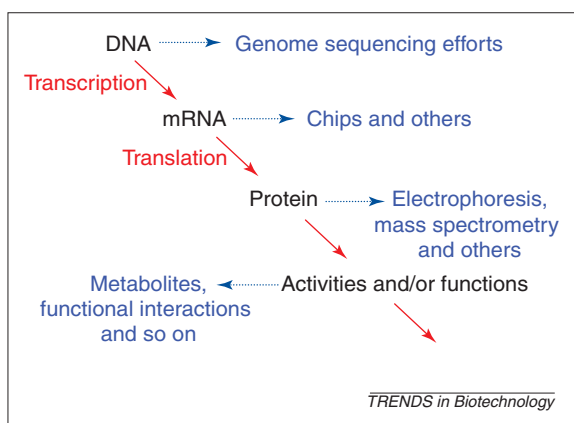 DNA Genome sequencing efforts
Transcription
mRNA Chips and others
Translation
Protein Electrophoresis,
mass spectrometry
and others
Metabolites, Activities and/or functions
functional interactions
and so on
TRENDS in Biotechnology